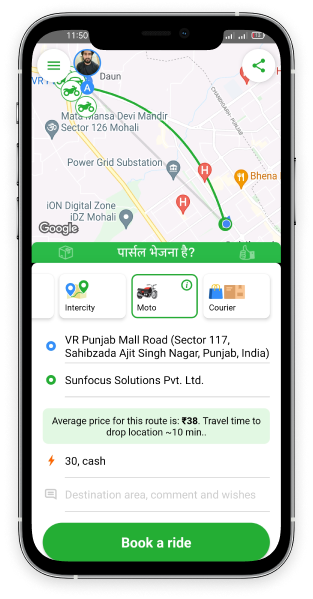 11:50
Daun
CHANDIGARH
PUNJAB
Mata Mansa Devi Mandir
Sector 126 Mohali
Power Grid Substation
H
H
Bhena
ION Digital Zone
iDZ Mohali
H
Google
पार्सल भेजना है?
Intercity
Moto
i
Courier
VR Punjab Mall Road (Sector 117,
Sahibzada Ajit Singh Nagar, Punjab, India)
Sunfocus Solutions Pvt. Ltd.
Average price for this route is: ₹38. Travel time to
drop location ~10 min..
30, cash
Destination area, comment and wishes
Book a ride